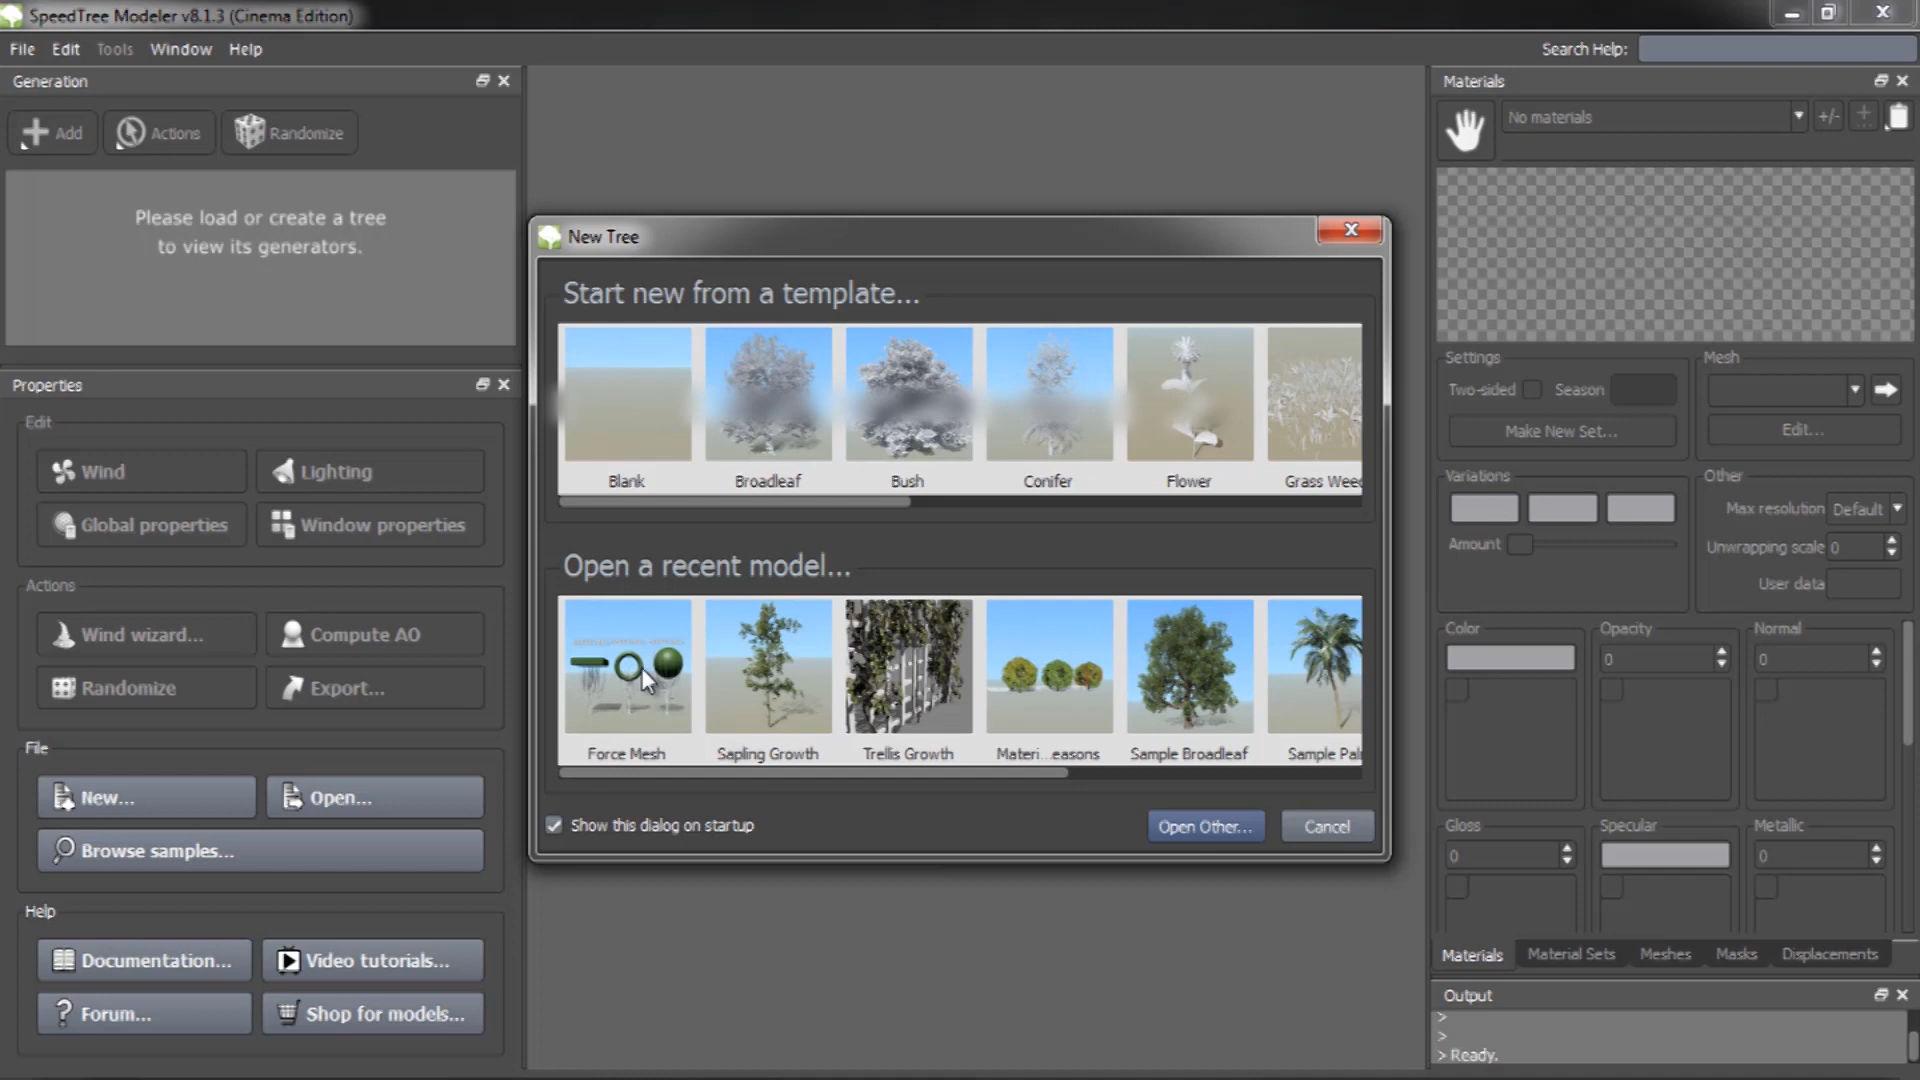 SpeedTree Modeler v8.1.3 (Cinema Edition)
File Edit Tools Window Help
Search Help:
Generation
Add Actions Randomize
Please load or create a tree
to view its generators.
Properties
Edit
Wind Lighting
Global properties Window properties
Actions
Wind wizard... Compute AO
Randomize Export...
File
New... Open...
Browse samples...
Help
Documentation... Video tutorials...
Forum... Shop for models...
New Tree
Start new from a template...
Blank Broadleaf Bush Conifer Flower Grass Weed
Open a recent model...
Force Mesh Sapling Growth Trellis Growth Materi...easons Sample Broadleaf Sample Pal
Show this dialog on startup
Open Other... Cancel
Materials
No materials
+/-
Settings
Two-sided Season
Make New Set...
Mesh
Edit...
Variations
Amount
Other
Max resolution Default
Unwrapping scale 0
User data
Color Opacity Normal
0 0
Gloss Specular Metallic
0 0
Materials Material Sets Meshes Masks Displacements
Output
>
>
> Ready.